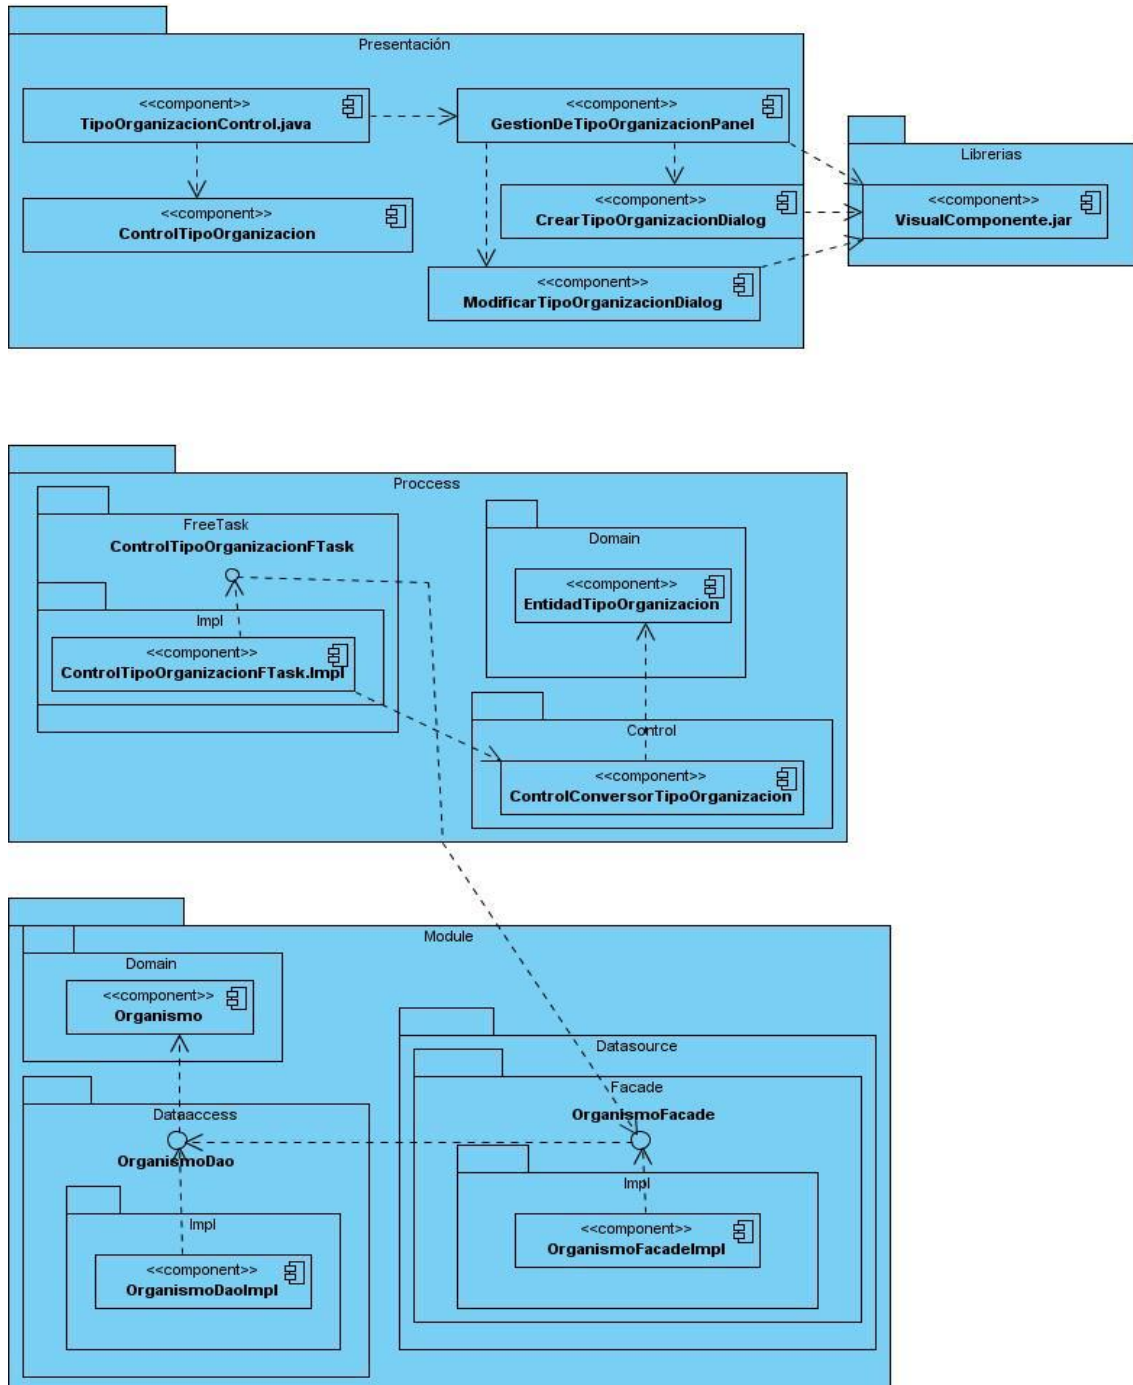 Presentación
<<component>>
TipoOrganizacionControl.java
<<component>>
GestionDeTipoOrganizacionPanel
<<component>>
ControlTipoOrganizacion
<<component>>
CrearTipoOrganizacionDialog
<<component>>
ModificarTipoOrganizacionDialog
Librerias
<<component>>
VisualComponente.jar
Proccess
FreeTask
ControlTipoOrganizacionFTask
Impl
<<component>>
ControlTipoOrganizacionFTask.Impl
Domain
<<component>>
EntidadTipoOrganizacion
Control
<<component>>
ControlConversorTipoOrganizacion
Module
Domain
<<component>>
Organismo
Dataaccess
OrganismoDao
Impl
<<component>>
OrganismoDaoImpl
Datasource
Facade
OrganismoFacade
Impl
<<component>>
OrganismoFacadeImpl